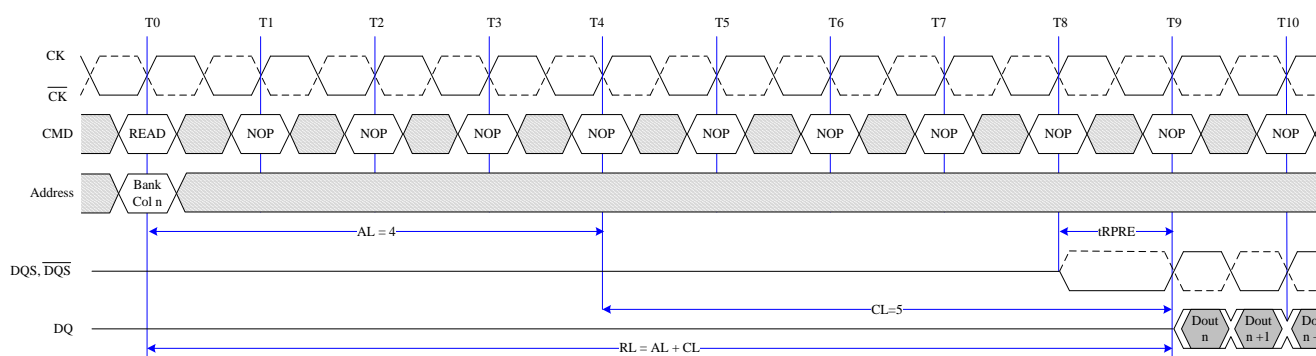 T0 T1 T2 T3 T4 T5 T6 T7 T8 T9 T10
CK
CK
CMD READ NOP NOP NOP NOP NOP NOP NOP NOP NOP NOP
Address Bank
Col n
AL = 4 tRPRE
DQS, DQS
CL=5
DQ Dout Dout
n n +1
RL = AL + CL